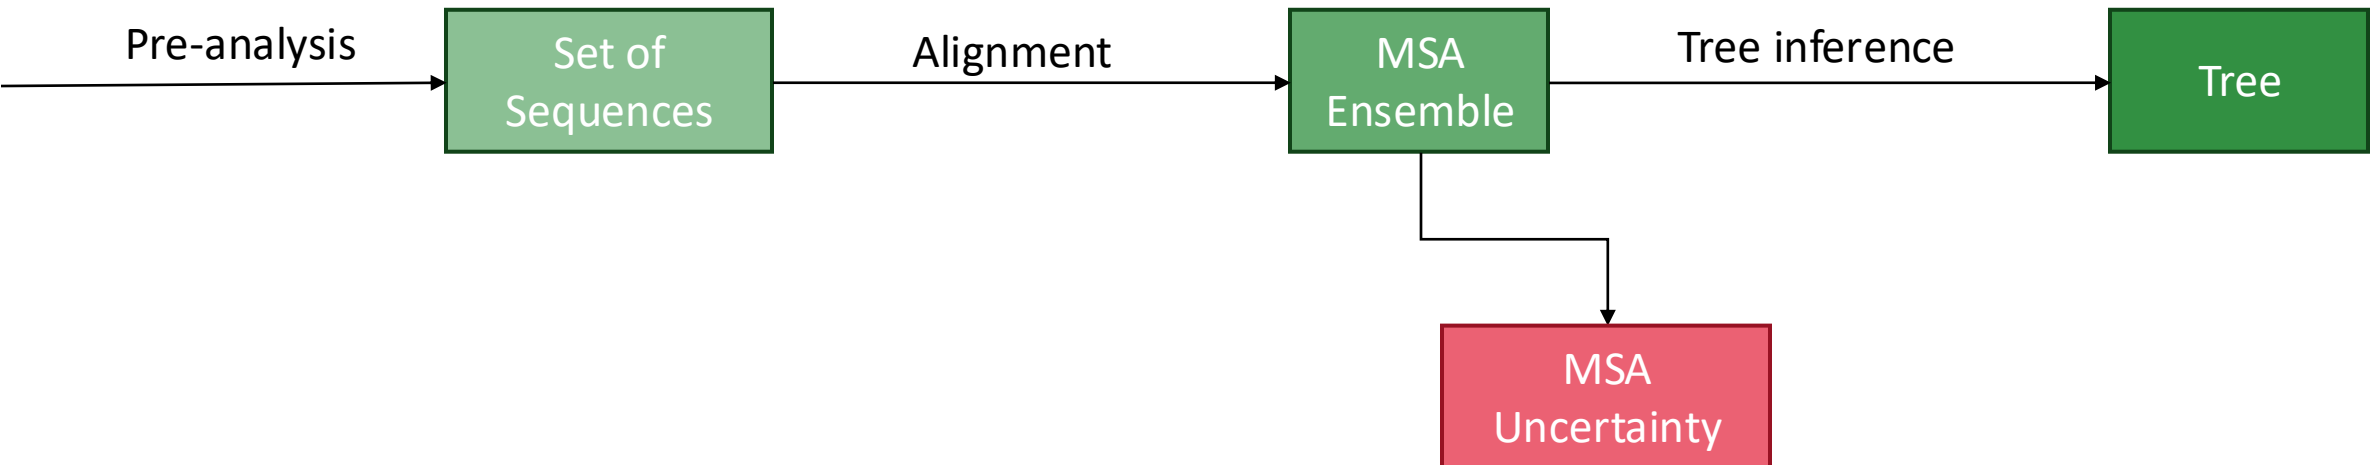 Pre-analysis
Set of
Sequences
Alignment
MSA
Ensemble
Tree inference
Tree
MSA
Uncertainty